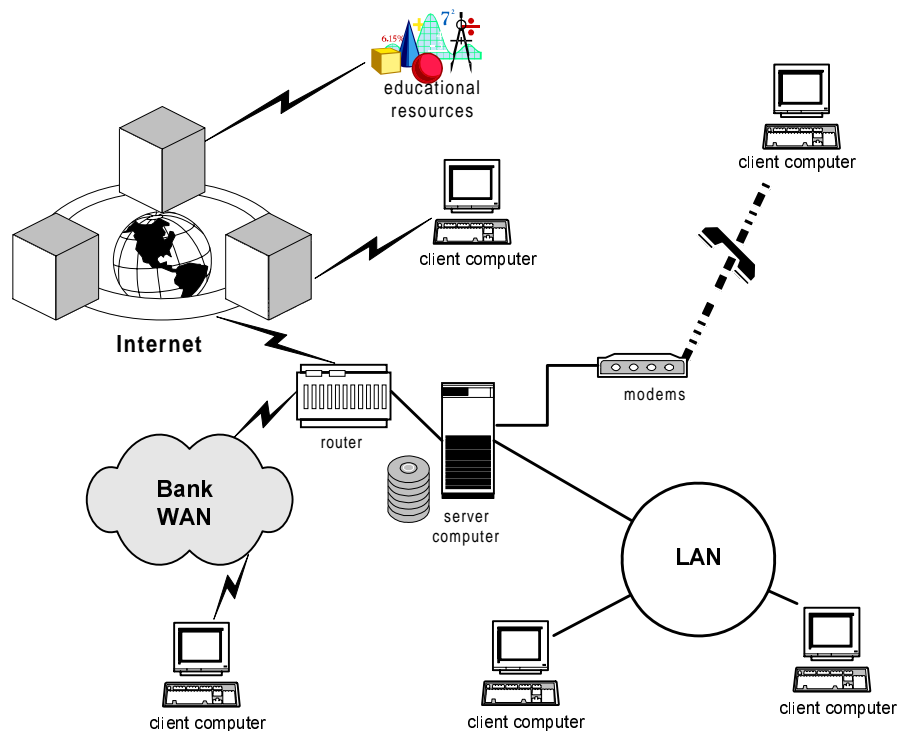 7²
6.15%
educational
resources
client computer
client computer
Internet
modems
router
Bank
WAN
server
computer
LAN
client computer
client computer
client computer